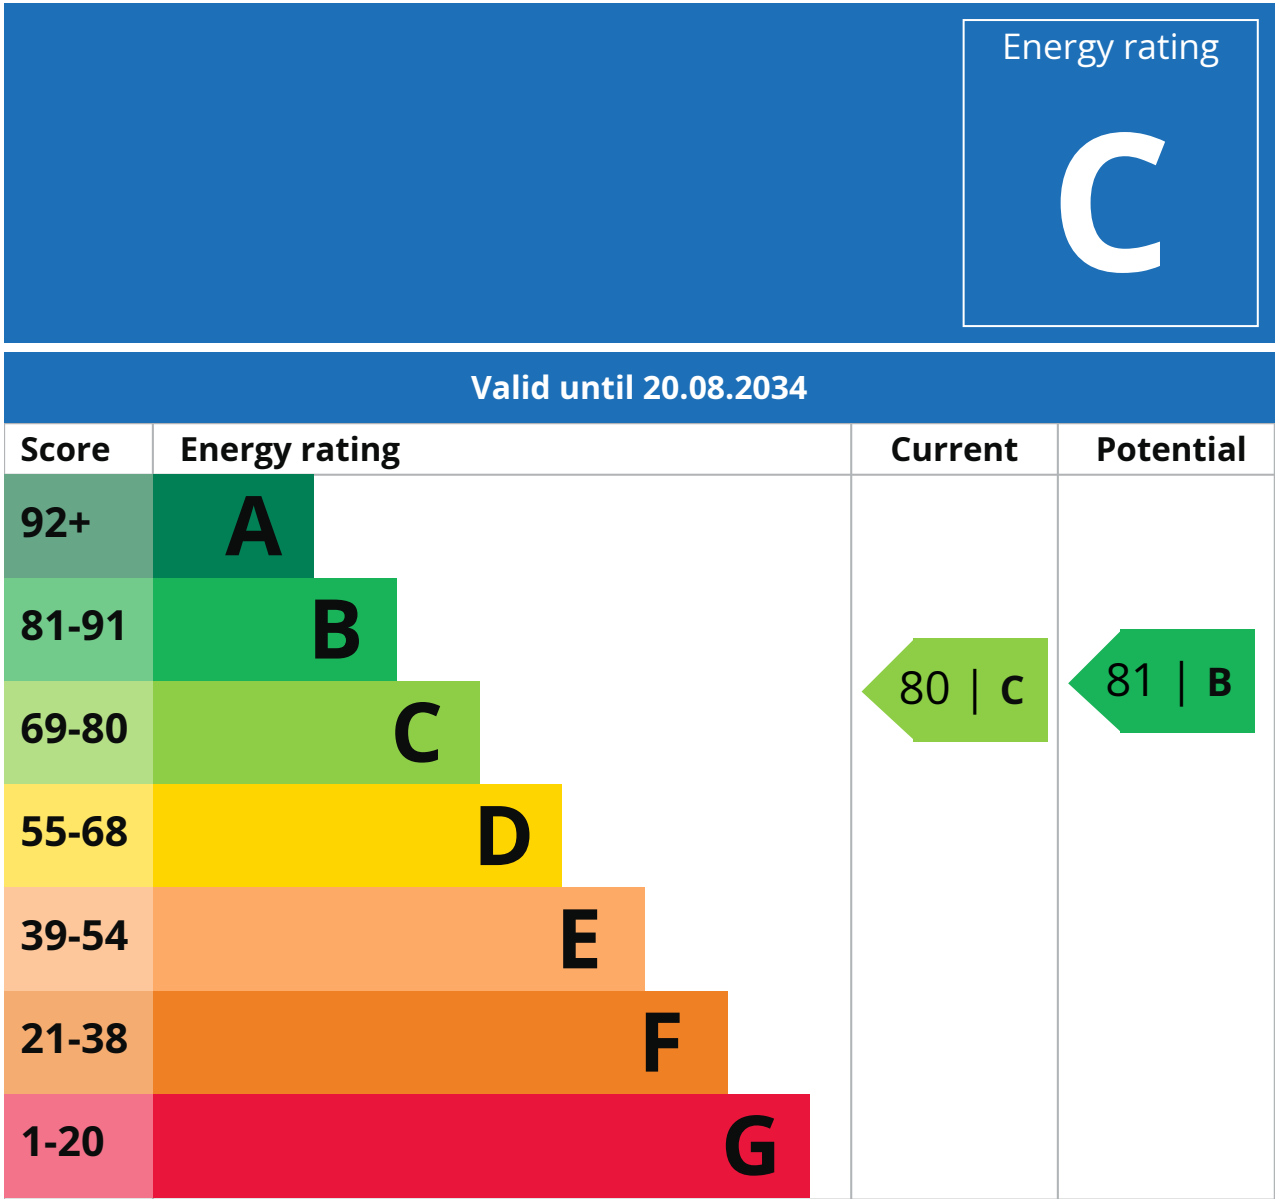 Energy rating
C
Valid until 20.08.2034
Score Energy rating Current Potential
92+ A
81-91 B
69-80 C 80 | C 81 | B
55-68 D
39-54 E
21-38 F
1-20 G